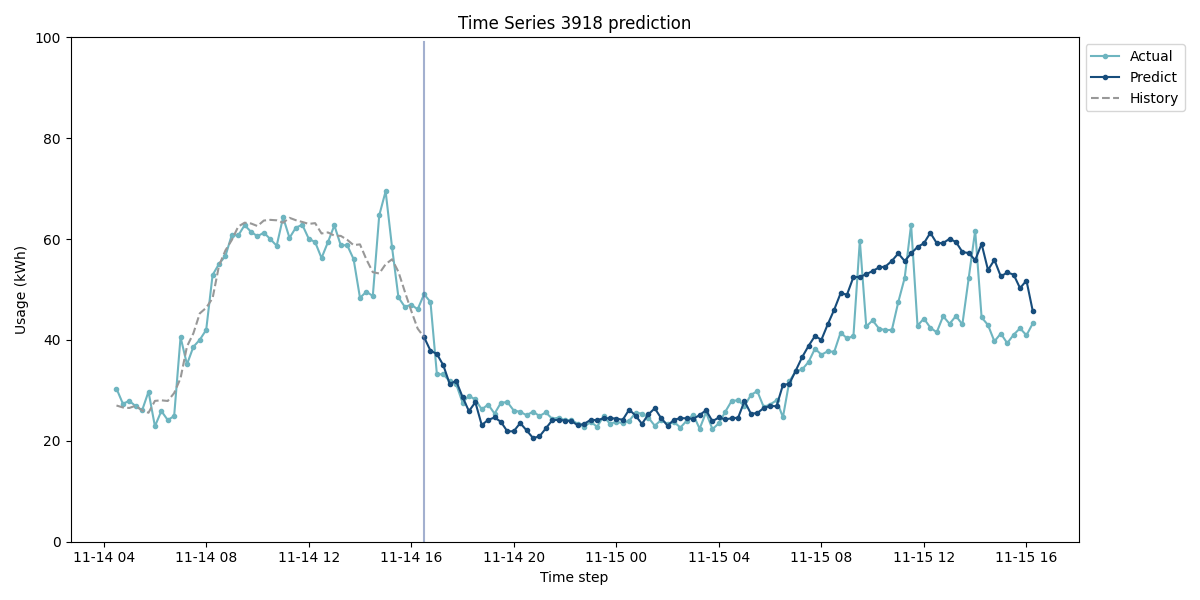 Time Series 3918 prediction
Usage (kWh)
100
80
60
40
20
0
11-14 04
11-14 08
11-14 12
11-14 16
11-14 20
11-15 00
11-15 04
11-15 08
11-15 12
11-15 16
Time step
Actual
Predict
History